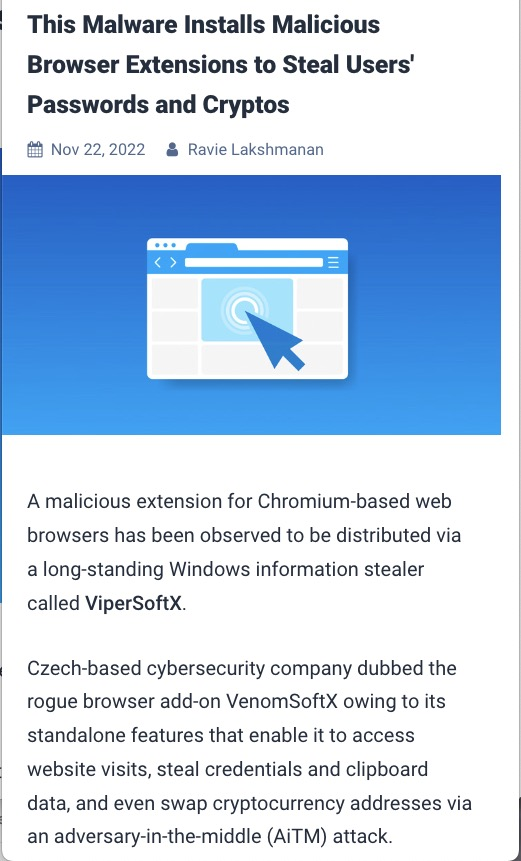 This Malware Installs Malicious
Browser Extensions to Steal Users'
Passwords and Cryptos
Nov 22, 2022 Ravie Lakshmanan
A malicious extension for Chromium-based web
browsers has been observed to be distributed via
a long-standing Windows information stealer
called ViperSoftX.
Czech-based cybersecurity company dubbed the
rogue browser add-on VenomSoftX owing to its
standalone features that enable it to access
website visits, steal credentials and clipboard
data, and even swap cryptocurrency addresses via
an adversary-in-the-middle (AiTM) attack.